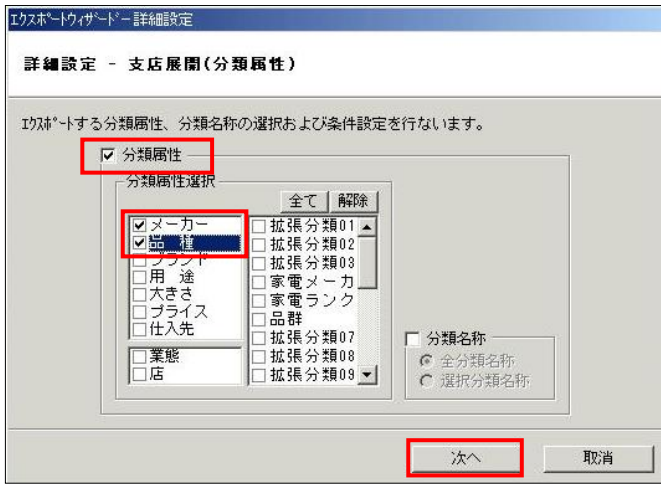 エクスポートウィザード－詳細設定
詳細設定 － 支店展開(分類属性)
エクスポートする分類属性、分類名称の選択および条件設定を行ないます。
分類属性
分類属性選択
全て
解除
メーカー
品　種
ブランド
用　途
大きさ
プライス
仕入先
業態
店
拡張分類01
拡張分類02
拡張分類03
家電メーカ
家電ランク
品群
拡張分類07
拡張分類08
拡張分類09
分類名称
全分類名称
選択分類名称
次へ
取消